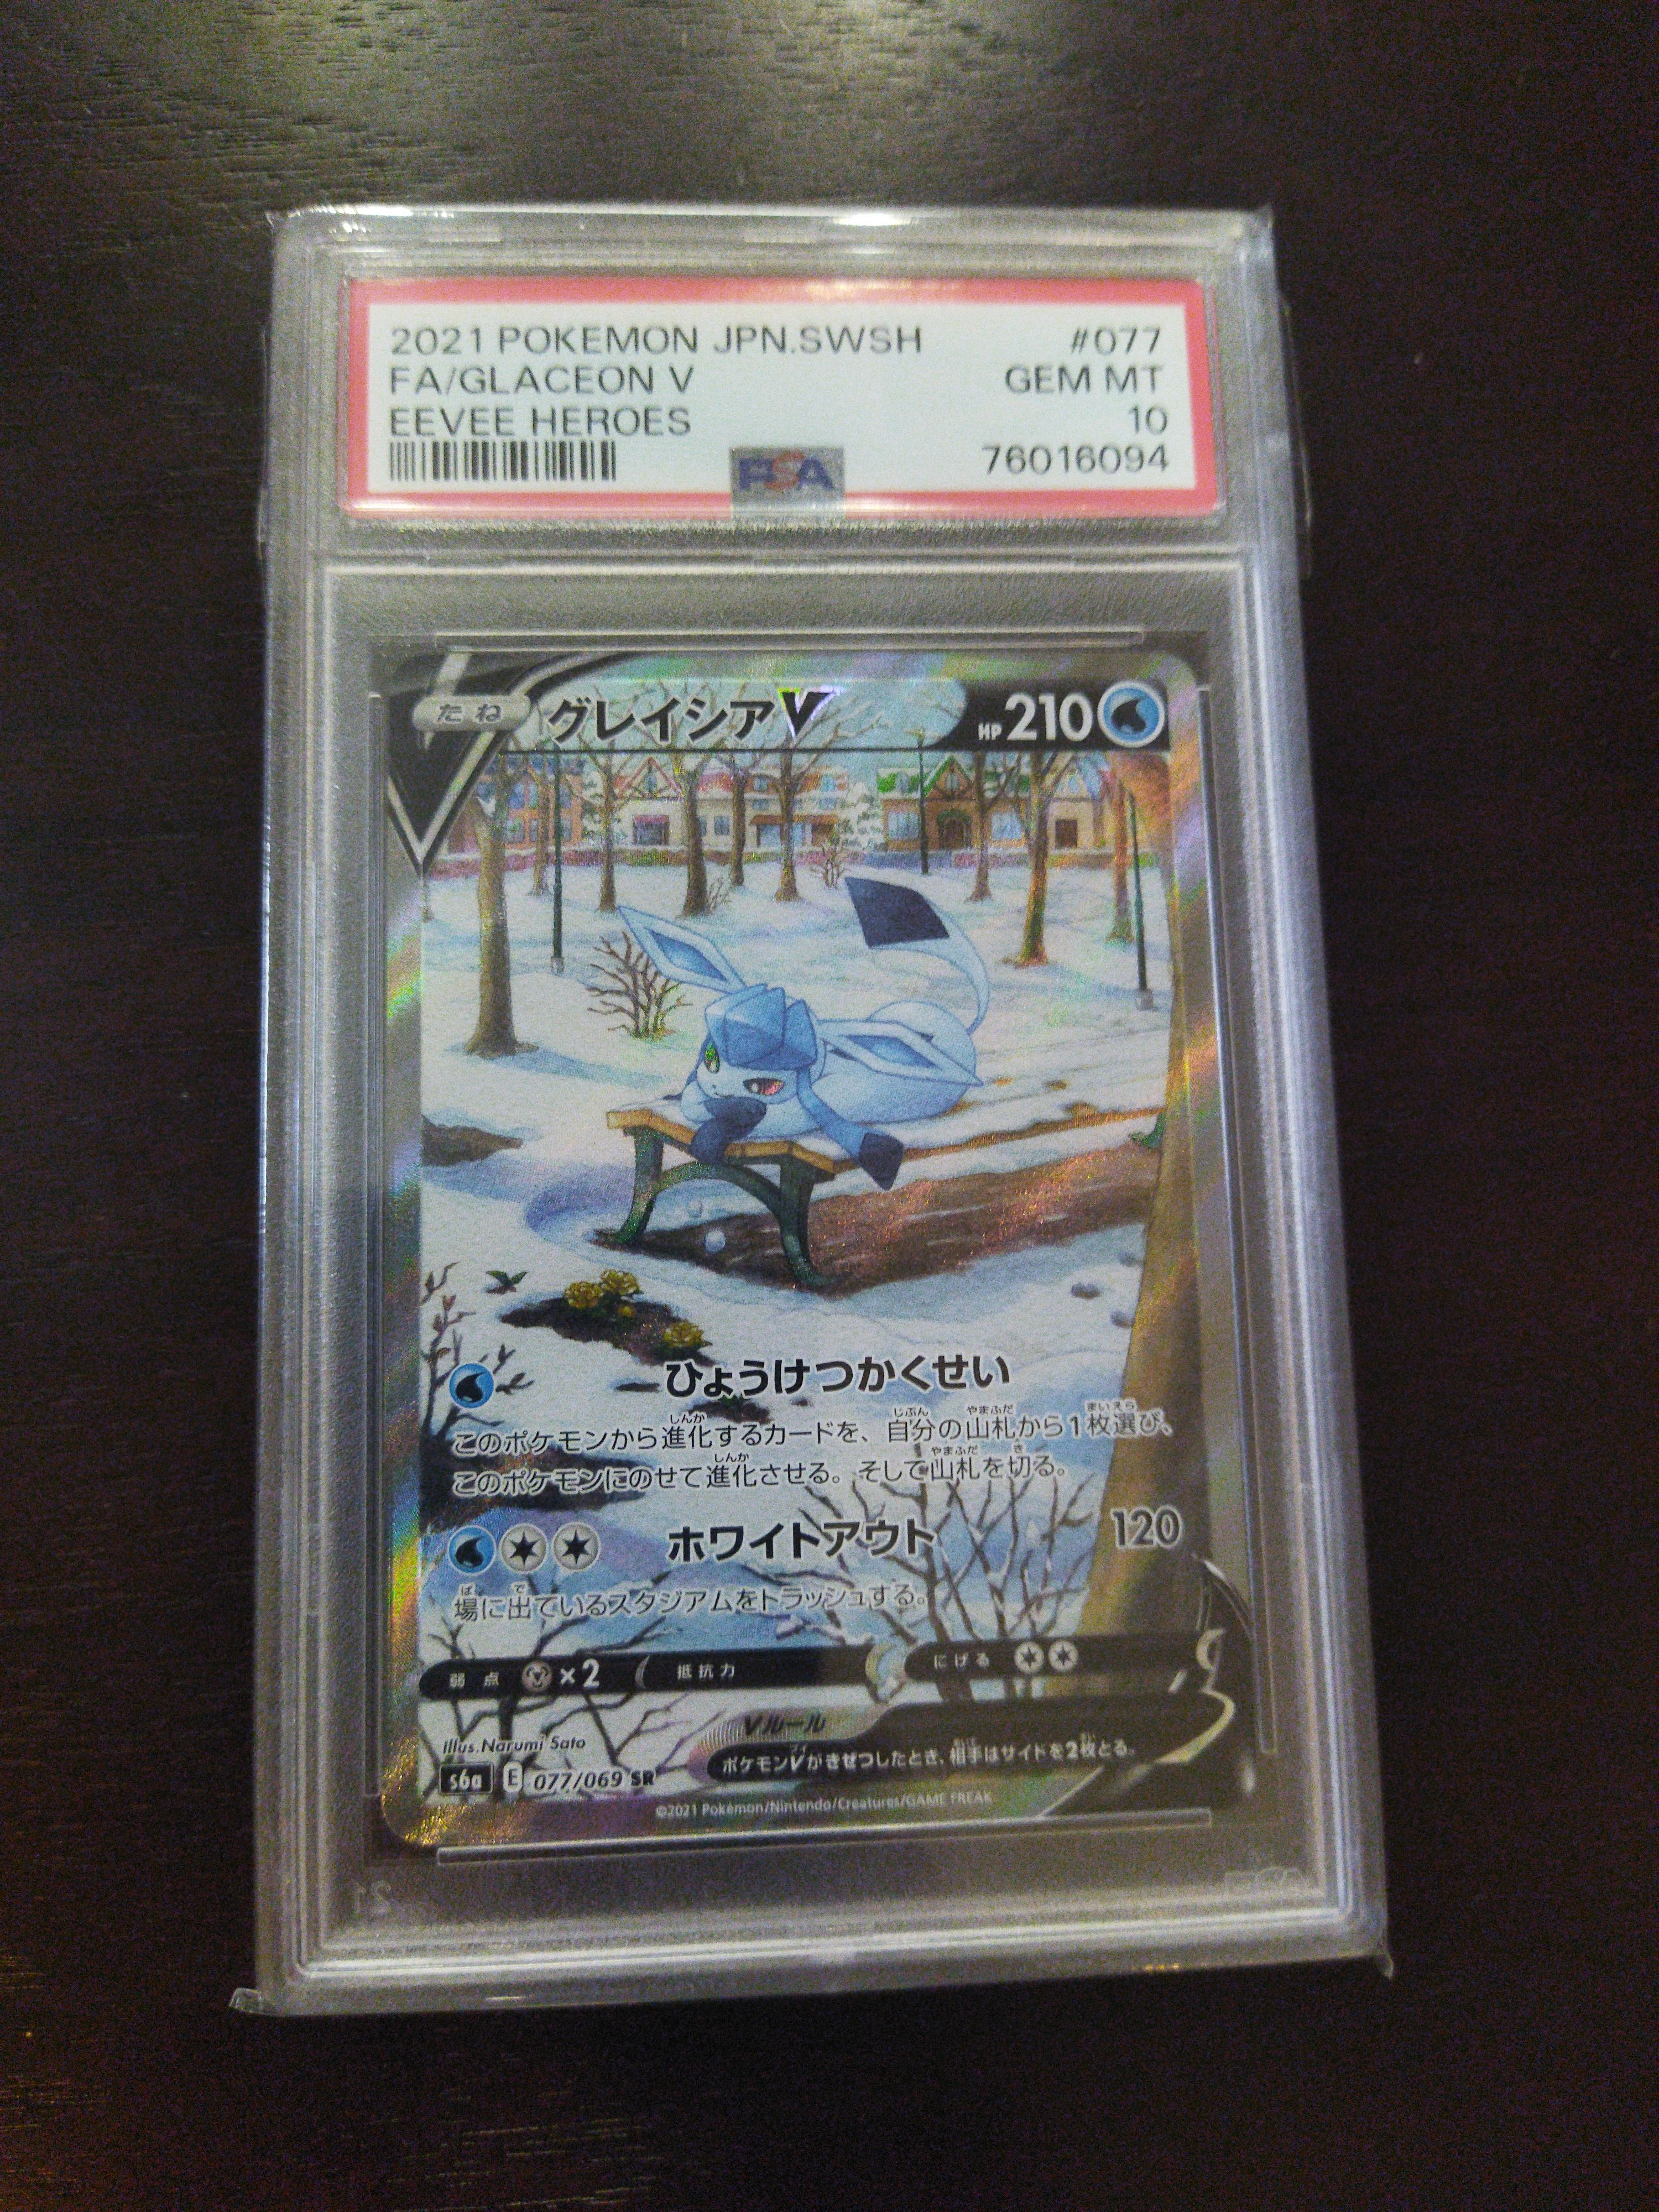 2021 POKEMON JPN.SWSH #077
FA/GLACEON V GEM MT
EEVEE HEROES 10
PSA 76016094
たね グレイシアV HP210
ひょうけつかくせい
このポケモンから進化するカードを、自分の山札から1枚選び、
このポケモンにのせて進化させる。そして山札を切る。
ホワイトアウト 120
場に出ているスタジアムをトラッシュする。
弱点 ×2 抵抗力 にげる
Vルール
Illus. Narumi Sato
ポケモンVがきぜつしたとき、相手はサイドを2枚とる。
s6a E 077/069 SR
©2021 Pokémon/Nintendo/Creatures/GAME FREAK